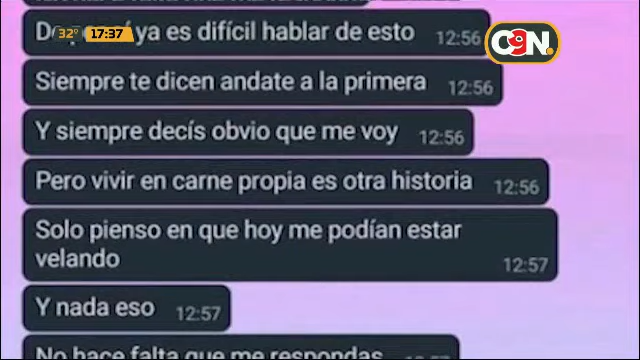 ya es difícil hablar de esto 12:56
32° 17:37
C9N.
Siempre te dicen andate a la primera 12:56
Y siempre decís obvio que me voy 12:56
Pero vivir en carne propia es otra historia 12:56
Solo pienso en que hoy me podían estar
velando 12:57
Y nada eso 12:57
No hace falta que me respondas 12:57